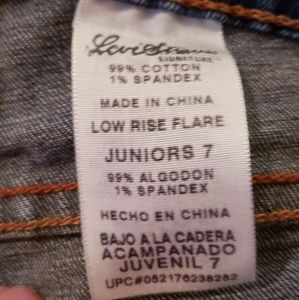 Levi Strauss
SIGNATURE
99% COTTON
1% SPANDEX
MADE IN CHINA
LOW RISE FLARE
JUNIORS 7
99% ALGODON
1% SPANDEX
HECHO EN CHINA
BAJO A LA CADERA
ACAMPANADO
JUVENIL 7
UPC#052176238282